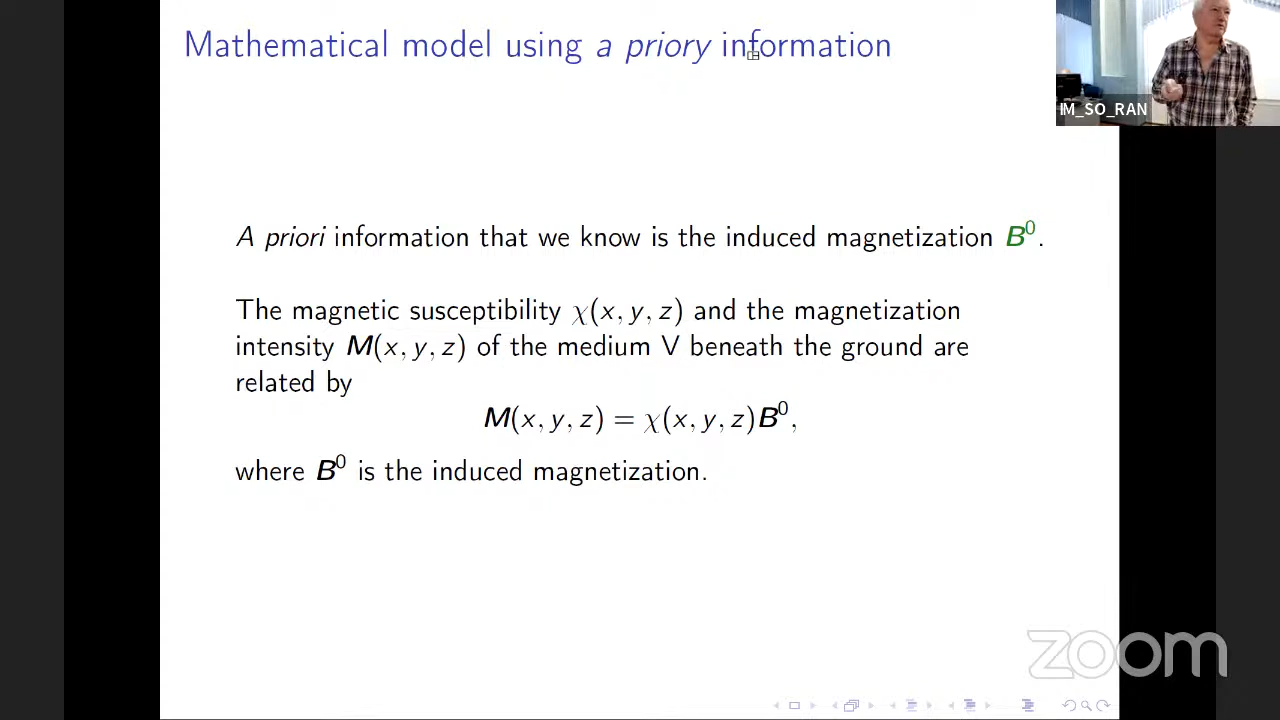 Mathematical model using a priory information
IM_SO_RAN
A priori information that we know is the induced magnetization B⁰.
The magnetic susceptibility χ(x, y, z) and the magnetization
intensity M(x, y, z) of the medium V beneath the ground are
related by
M(x, y, z) = χ(x, y, z)B⁰,
where B⁰ is the induced magnetization.
zoom